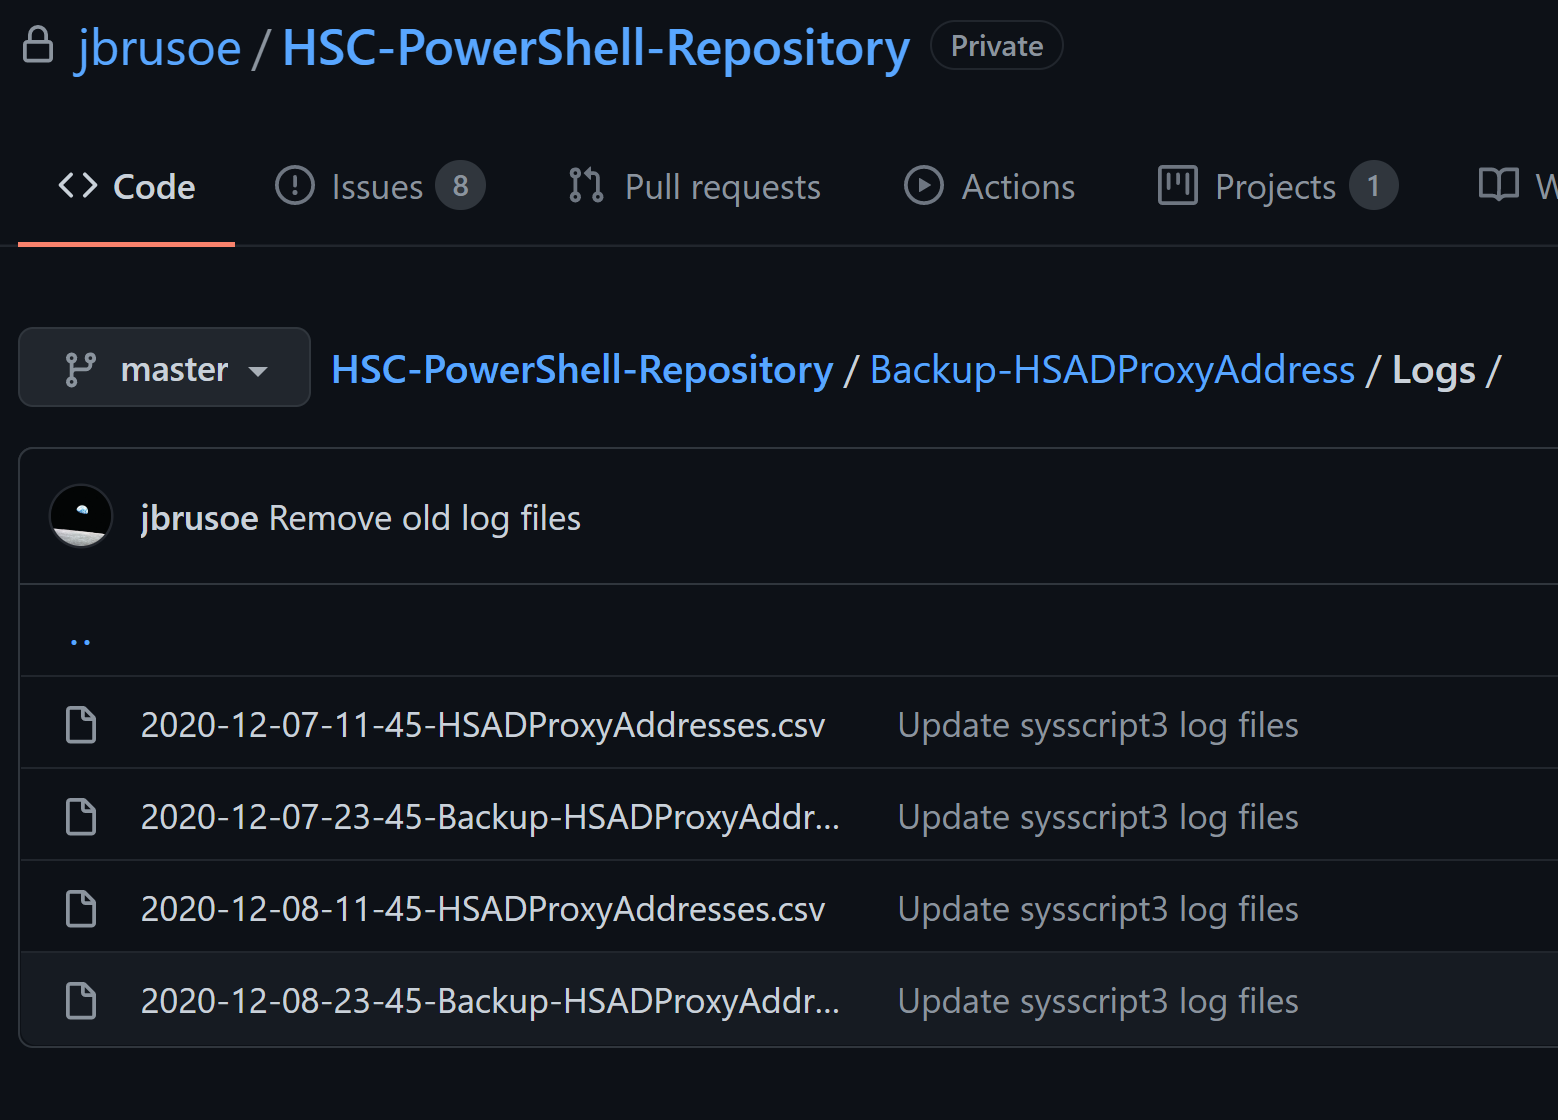 jbrusoe / HSC-PowerShell-Repository Private
Code Issues 8 Pull requests Actions Projects 1
master HSC-PowerShell-Repository / Backup-HSADProxyAddress / Logs /
jbrusoe Remove old log files
..
2020-12-07-11-45-HSADProxyAddresses.csv Update sysscript3 log files
2020-12-07-23-45-Backup-HSADProxyAddr... Update sysscript3 log files
2020-12-08-11-45-HSADProxyAddresses.csv Update sysscript3 log files
2020-12-08-23-45-Backup-HSADProxyAddr... Update sysscript3 log files